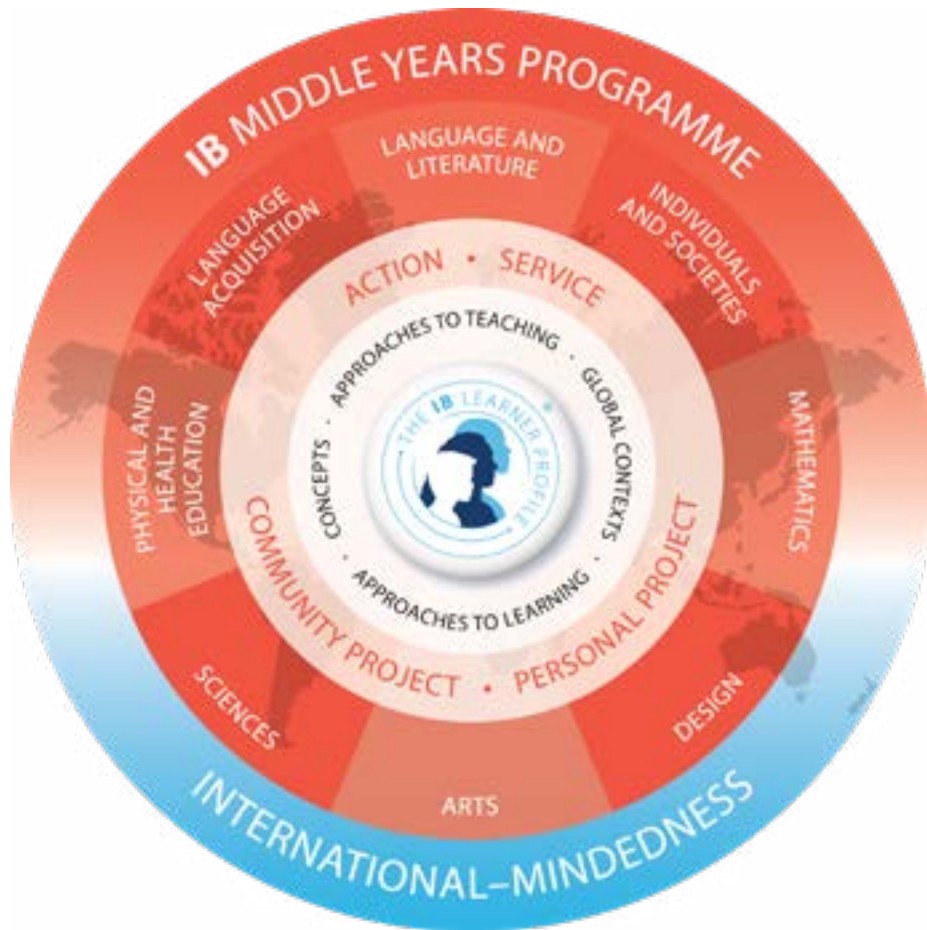 IB MIDDLE YEARS PROGRAMME
LANGUAGE AND
LITERATURE
INDIVIDUALS
AND SOCIETIES
MATHEMATICS
DESIGN
ARTS
SCIENCES
PHYSICAL AND
HEALTH
EDUCATION
LANGUAGE
ACQUISITION
ACTION • SERVICE
PERSONAL PROJECT
•
COMMUNITY PROJECT
APPROACHES TO TEACHING ·
GLOBAL CONTEXTS ·
APPROACHES TO LEARNING ·
CONCEPTS ·
THE IB LEARNER PROFILE
INTERNATIONAL–MINDEDNESS